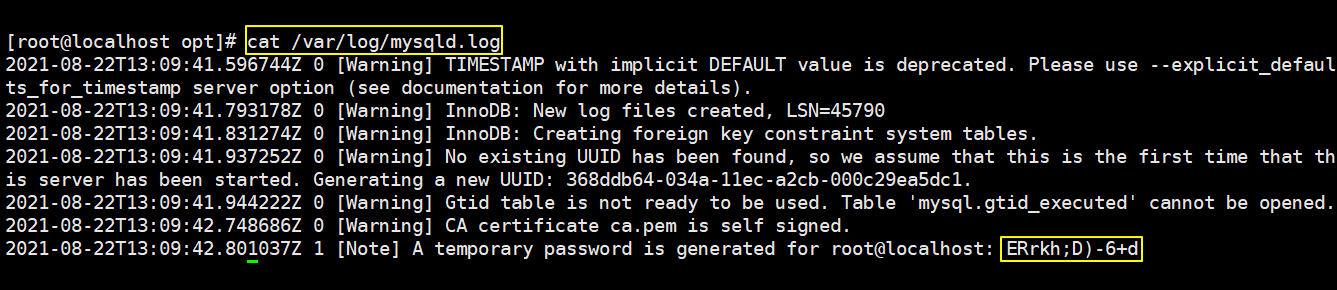 [root@localhost opt]# cat /var/log/mysqld.log
2021-08-22T13:09:41.596744Z 0 [Warning] TIMESTAMP with implicit DEFAULT value is deprecated. Please use --explicit_defaul
ts_for_timestamp server option (see documentation for more details).
2021-08-22T13:09:41.793178Z 0 [Warning] InnoDB: New log files created, LSN=45790
2021-08-22T13:09:41.831274Z 0 [Warning] InnoDB: Creating foreign key constraint system tables.
2021-08-22T13:09:41.937252Z 0 [Warning] No existing UUID has been found, so we assume that this is the first time that th
is server has been started. Generating a new UUID: 368ddb64-034a-11ec-a2cb-000c29ea5dc1.
2021-08-22T13:09:41.944222Z 0 [Warning] Gtid table is not ready to be used. Table 'mysql.gtid_executed' cannot be opened.
2021-08-22T13:09:42.748686Z 0 [Warning] CA certificate ca.pem is self signed.
2021-08-22T13:09:42.801037Z 1 [Note] A temporary password is generated for root@localhost: ERrkh;D)-6+d